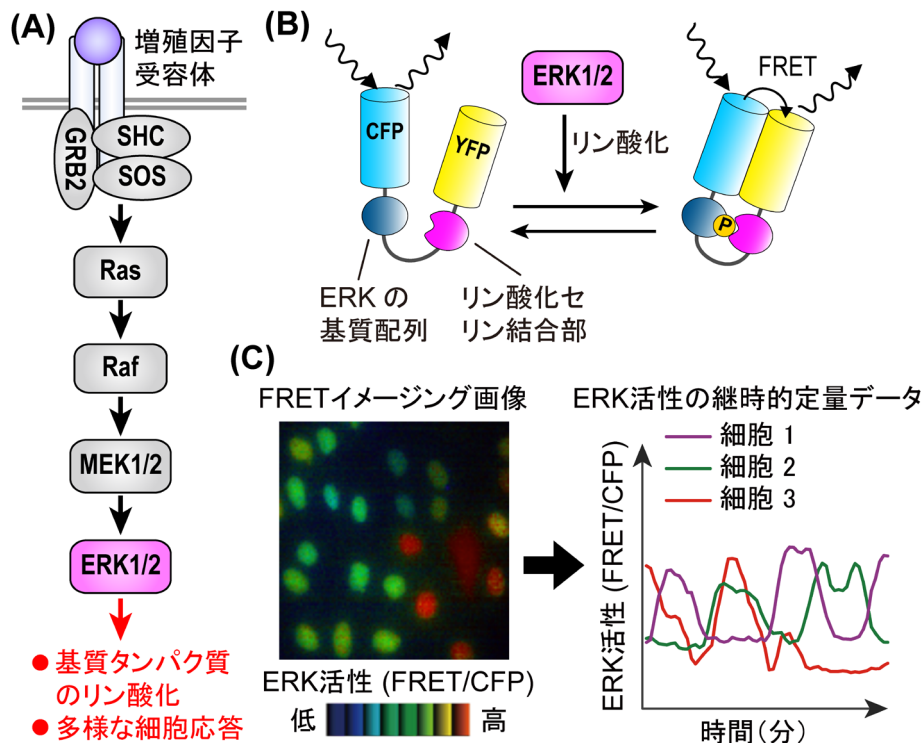 (A)
増殖因子
受容体
GRB2
SHC
SOS
Ras
Raf
MEK1/2
ERK1/2
● 基質タンパク質
のリン酸化
● 多様な細胞応答
(B)
CFP
YFP
ERK1/2
リン酸化
FRET
P
ERK の
基質配列
リン酸化セ
リン結合部
(C)
FRETイメージング画像
ERK活性 (FRET/CFP)
低
高
ERK活性の継時的定量データ
細胞 1
細胞 2
細胞 3
ERK活性 (FRET/CFP)
時間(分)